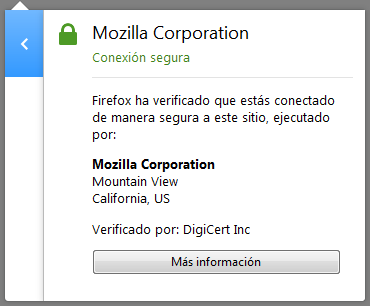 Mozilla Corporation
Conexión segura
Firefox ha verificado que estás conectado
de manera segura a este sitio, ejecutado
por:
Mozilla Corporation
Mountain View
California, US
Verificado por: DigiCert Inc
Más información